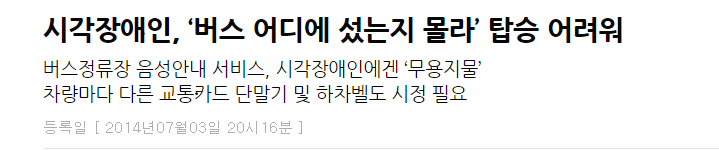 시각장애인, ‘버스 어디에 섰는지 몰라’ 탑승 어려워
버스정류장 음성안내 서비스, 시각장애인에겐 ‘무용지물’
차량마다 다른 교통카드 단말기 및 하차벨도 시정 필요
등록일 [ 2014년07월03일 20시16분 ]